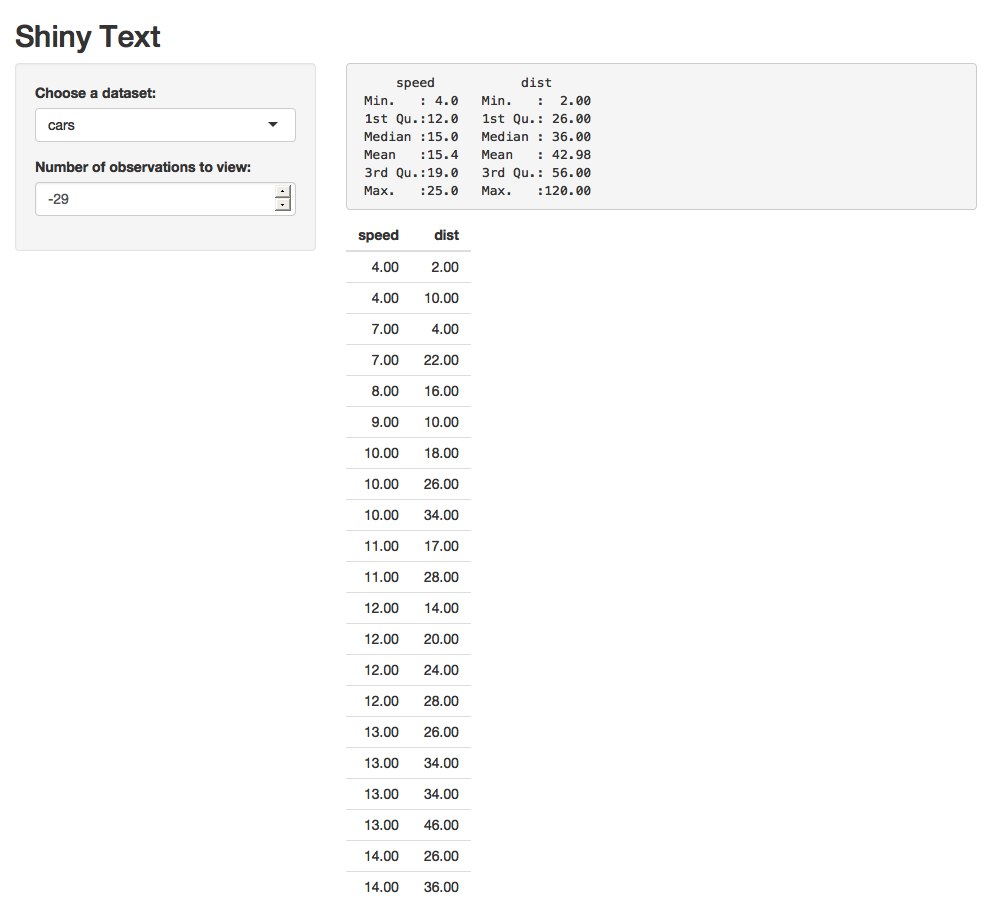 Shiny Text
Choose a dataset:
cars
Number of observations to view:
-29
speed dist
Min. : 4.0 Min. : 2.00
1st Qu.:12.0 1st Qu.: 26.00
Median :15.0 Median : 36.00
Mean :15.4 Mean : 42.98
3rd Qu.:19.0 3rd Qu.: 56.00
Max. :25.0 Max. :120.00
speed dist
4.00 2.00
4.00 10.00
7.00 4.00
7.00 22.00
8.00 16.00
9.00 10.00
10.00 18.00
10.00 26.00
10.00 34.00
11.00 17.00
11.00 28.00
12.00 14.00
12.00 20.00
12.00 24.00
12.00 28.00
13.00 26.00
13.00 34.00
13.00 34.00
13.00 46.00
14.00 26.00
14.00 36.00